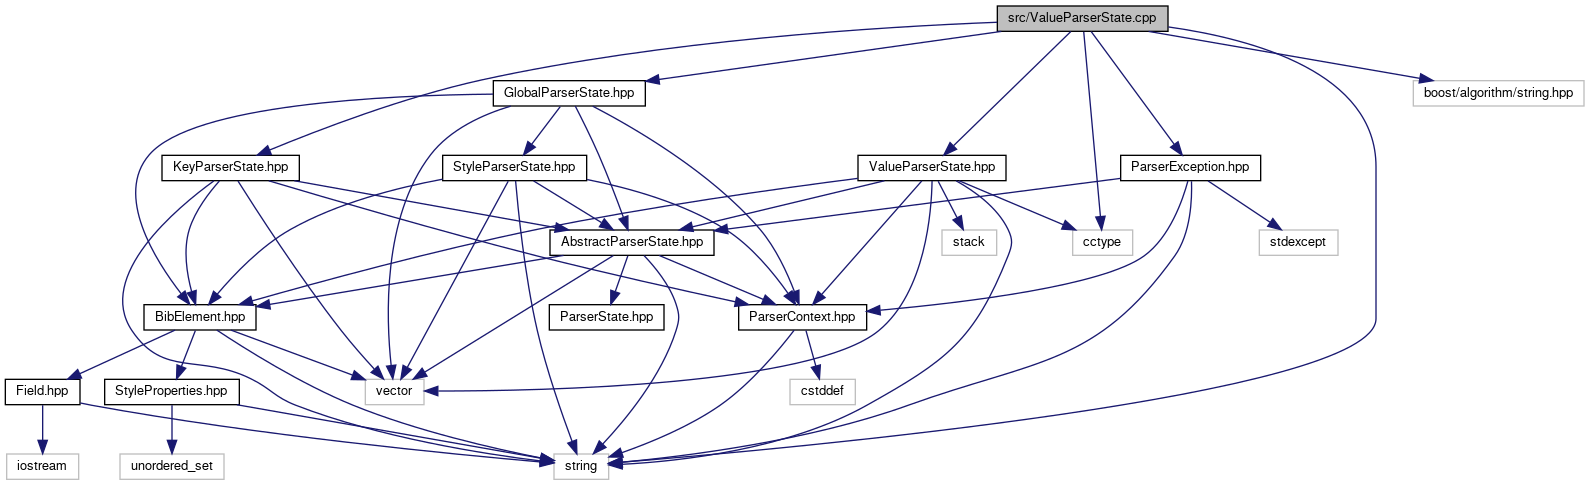 src/ValueParserState.cpp
GlobalParserState.hpp
boost/algorithm/string.hpp
KeyParserState.hpp
StyleParserState.hpp
ValueParserState.hpp
ParserException.hpp
AbstractParserState.hpp
stack
cctype
stdexcept
BibElement.hpp
ParserState.hpp
ParserContext.hpp
Field.hpp
StyleProperties.hpp
vector
cstddef
iostream
unordered_set
string